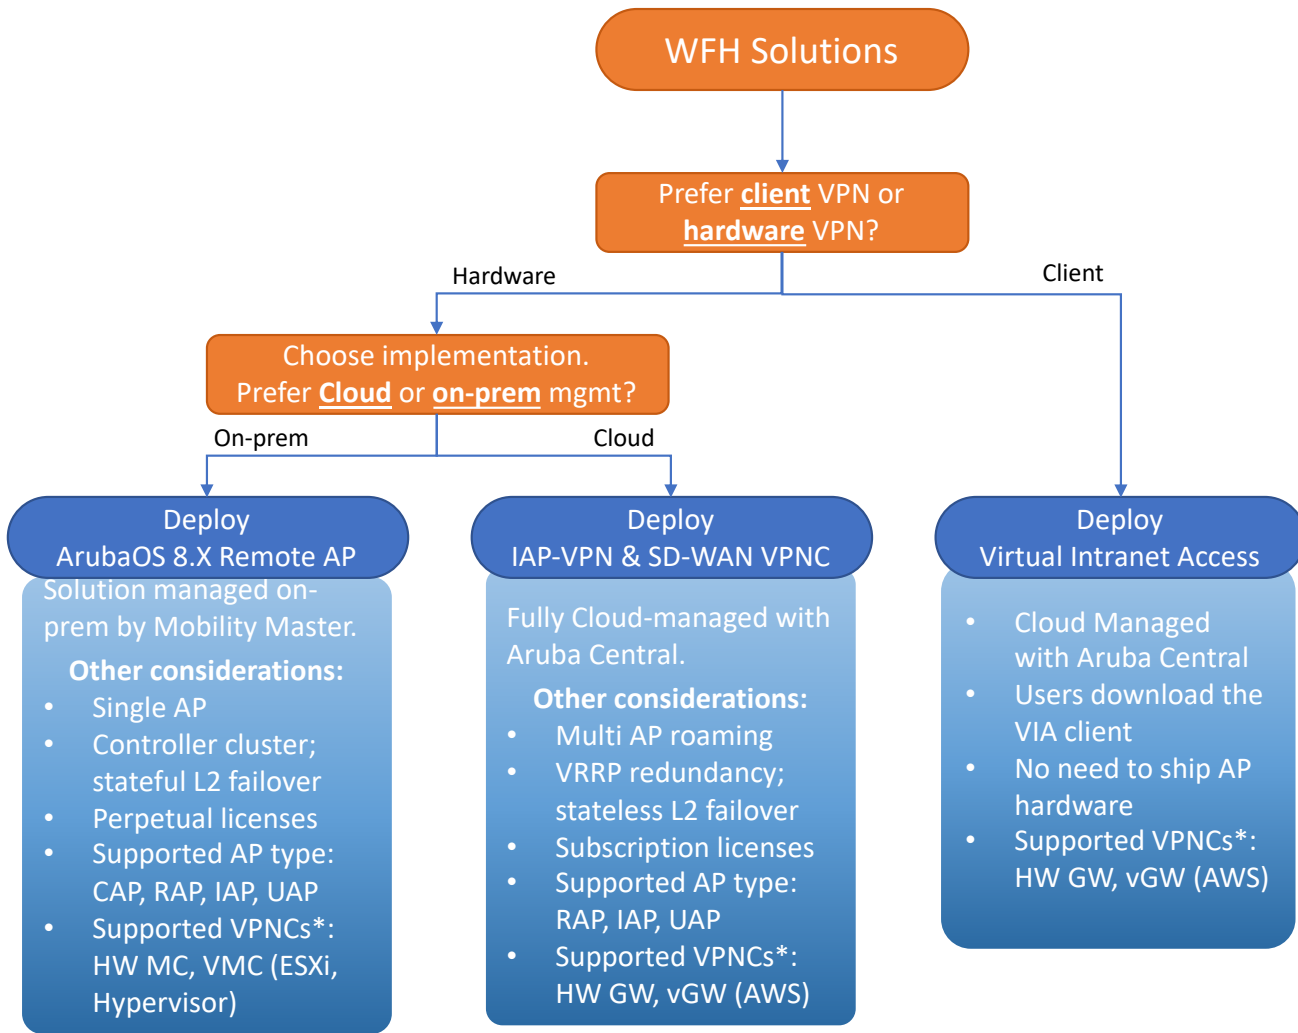 WFH Solutions
Prefer client VPN or
hardware VPN?
Hardware
Client
Choose implementation.
Prefer Cloud or on-prem mgmt?
On-prem
Cloud
Deploy
ArubaOS 8.X Remote AP
Solution managed on-
prem by Mobility Master.
Other considerations:
• Single AP
• Controller cluster;
stateful L2 failover
• Perpetual licenses
• Supported AP type:
CAP, RAP, IAP, UAP
• Supported VPNCs*:
HW MC, VMC (ESXi,
Hypervisor)
Deploy
IAP-VPN & SD-WAN VPNC
Fully Cloud-managed with
Aruba Central.
Other considerations:
• Multi AP roaming
• VRRP redundancy;
stateless L2 failover
• Subscription licenses
• Supported AP type:
RAP, IAP, UAP
• Supported VPNCs*:
HW GW, vGW (AWS)
Deploy
Virtual Intranet Access
• Cloud Managed
with Aruba Central
• Users download the
VIA client
• No need to ship AP
hardware
• Supported VPNCs*:
HW GW, vGW (AWS)